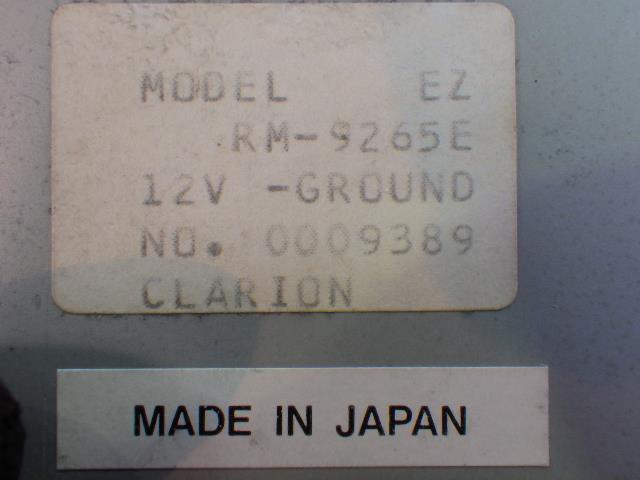 MODEL EZ
RM-9265E
12V -GROUND
NO. 0009389
CLARION
MADE IN JAPAN